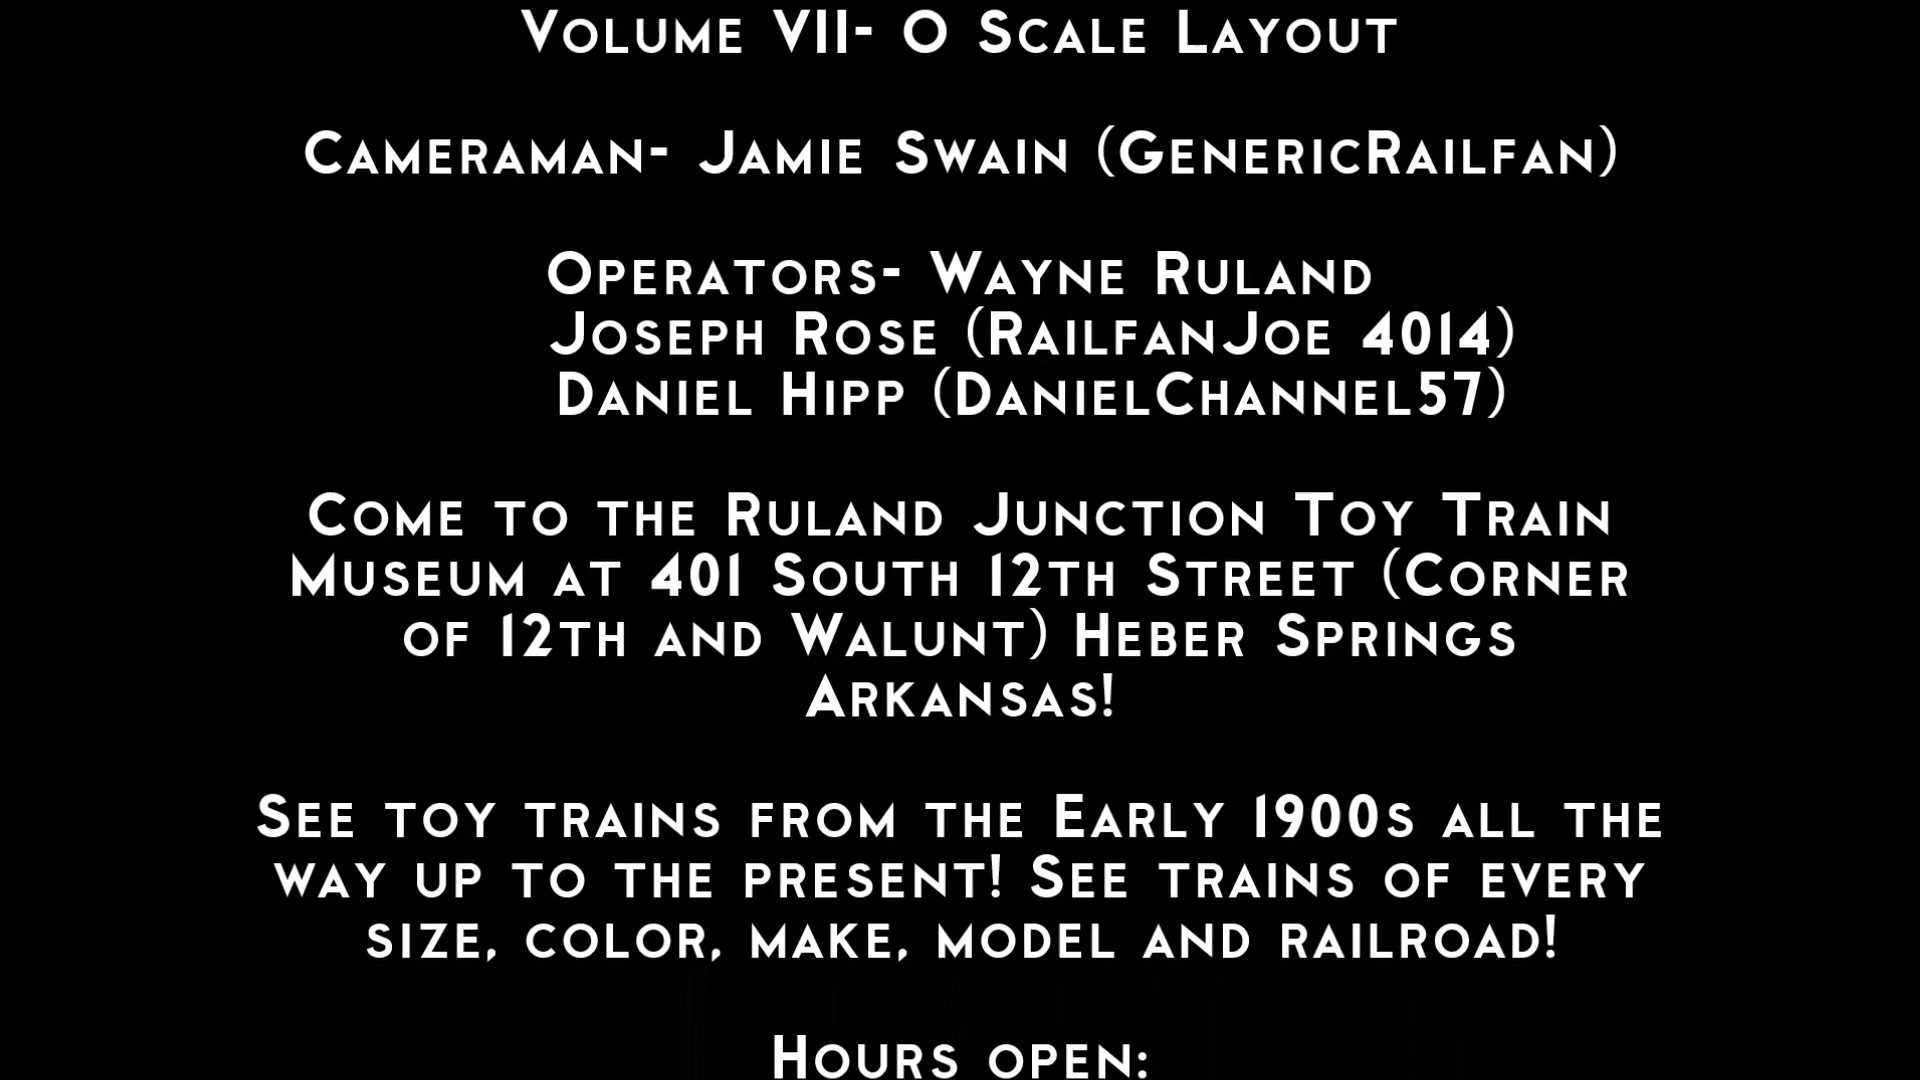 Volume VII- O Scale Layout
Cameraman- Jamie Swain (GenericRailfan)
Operators- Wayne Ruland
Joseph Rose (RailfanJoe 4014)
Daniel Hipp (DanielChannel57)
Come to the Ruland Junction Toy Train
Museum at 401 South 12th Street (Corner
of 12th and Walunt) Heber Springs
Arkansas!
See toy trains from the Early 1900s all the
way up to the present! See trains of every
size, color, make, model and railroad!
Hours open: